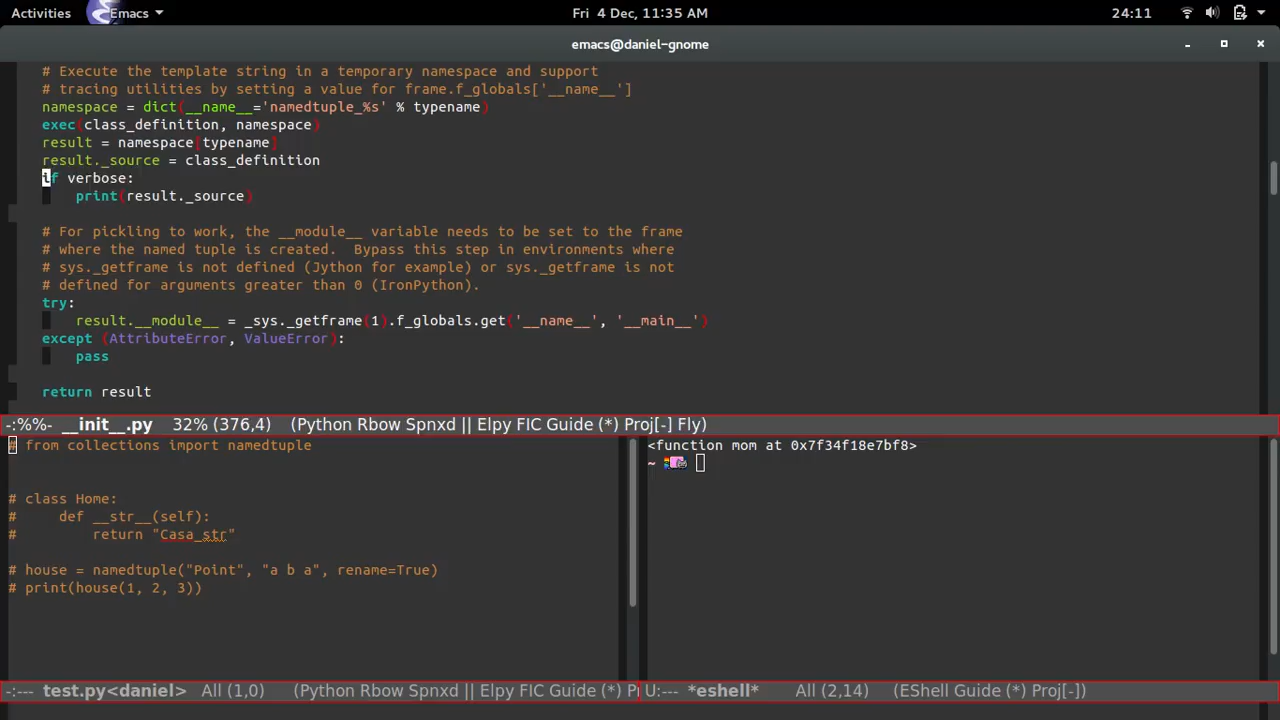 Activities Emacs Fri 4 Dec, 11:35 AM 24:11
emacs@daniel-gnome
# Execute the template string in a temporary namespace and support
# tracing utilities by setting a value for frame.f_globals['__name__']
namespace = dict(__name__='namedtuple_%s' % typename)
exec(class_definition, namespace)
result = namespace[typename]
result._source = class_definition
if verbose:
print(result._source)
# For pickling to work, the __module__ variable needs to be set to the frame
# where the named tuple is created.  Bypass this step in environments where
# sys._getframe is not defined (Jython for example) or sys._getframe is not
# defined for arguments greater than 0 (IronPython).
try:
result.__module__ = _sys._getframe(1).f_globals.get('__name__', '__main__')
except (AttributeError, ValueError):
pass
return result
-:%%- __init__.py 32% (376,4) (Python Rbow Spnxd || Elpy FIC Guide (*) Proj[-] Fly)
# from collections import namedtuple
# class Home:
#     def __str__(self):
#         return "Casa_str"
# house = namedtuple("Point", "a b a", rename=True)
# print(house(1, 2, 3))
-:--- test.py<daniel> All (1,0) (Python Rbow Spnxd || Elpy FIC Guide (*) Pr
<function mom at 0x7f34f18e7bf8>
~
U:--- *eshell* All (2,14) (EShell Guide (*) Proj[-])